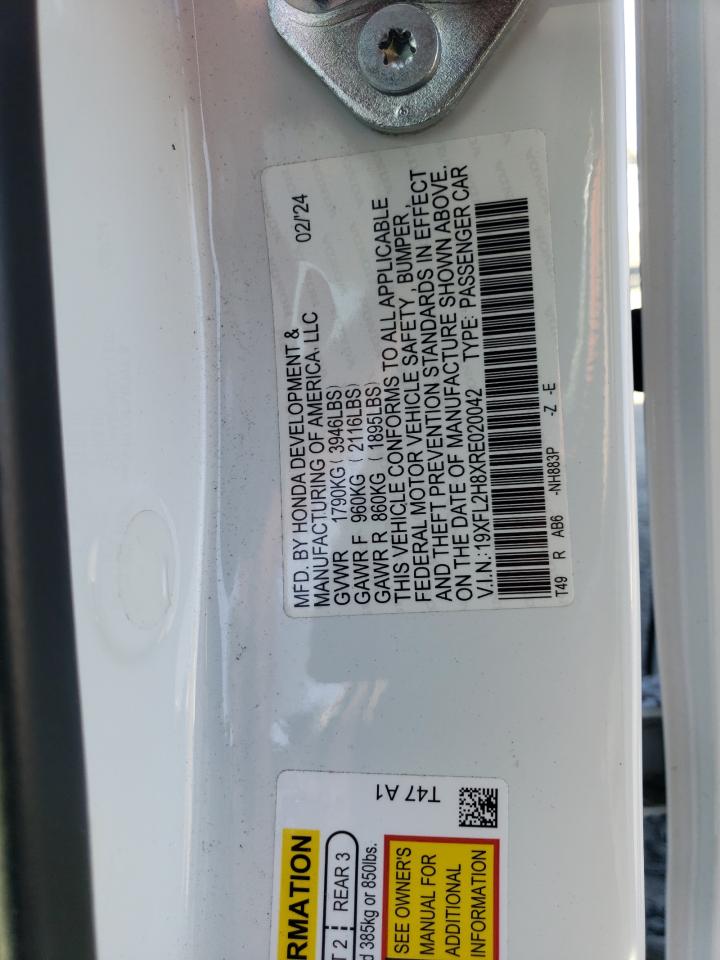 MFD. BY HONDA DEVELOPMENT & 02/'24
MANUFACTURING OF AMERICA. LLC
GVWR 1790KG (3946LBS)
GAWR F 960KG (2116LBS)
GAWR R 860KG (1895LBS)
THIS VEHICLE CONFORMS TO ALL APPLICABLE
FEDERAL MOTOR VEHICLE SAFETY, BUMPER,
AND THEFT PREVENTION STANDARDS IN EFFECT
ON THE DATE OF MANUFACTURE SHOWN ABOVE.
V.I.N.:19XFL2H8XRE020042 TYPE: PASSENGER CAR
T49 R AB6 -NH883P -Z -E
T47 A1
RMATION
T 2 REAR 3
d 385kg or 850lbs.
SEE OWNER'S
MANUAL FOR
ADDITIONAL
INFORMATION